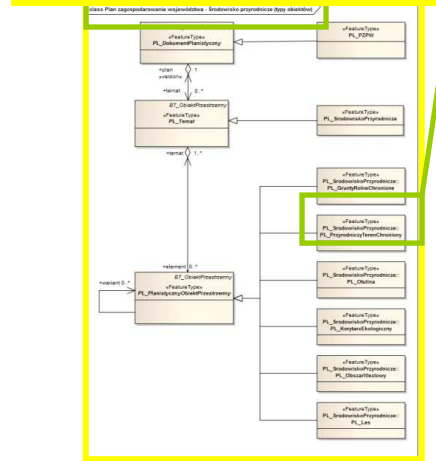 class Plan zagospodarowanie województwa - Środowisko przyrodnicze (typy obiektów)
«FeatureType»
PL_DokumentPlanistyczny
«FeatureType»
PL_PZPW
+plan
1
«version»
+temat
0..*
BT_ObiektPrzestrzenny
«FeatureType»
PL_Temat
«FeatureType»
PL_SrodowiskoPrzyrodnicze
+temat
1..*
«FeatureType»
PL_SrodowiskoPrzyrodnicze::
PL_GruntyRolneChronione
«FeatureType»
PL_SrodowiskoPrzyrodnicze::
PL_PrzyrodniczyTerenChroniony
+element 0..*
+wariant 0..*
BT_ObiektPrzestrzenny
«FeatureType»
PL_PlanistycznyObiektPrzestrzenny
«FeatureType»
PL_SrodowiskoPrzyrodnicze::
PL_Otulina
«FeatureType»
PL_SrodowiskoPrzyrodnicze::
PL_KorytarzEkologiczny
«FeatureType»
PL_SrodowiskoPrzyrodnicze::
PL_ObszarWezlowy
«FeatureType»
PL_SrodowiskoPrzyrodnicze::
PL_Las